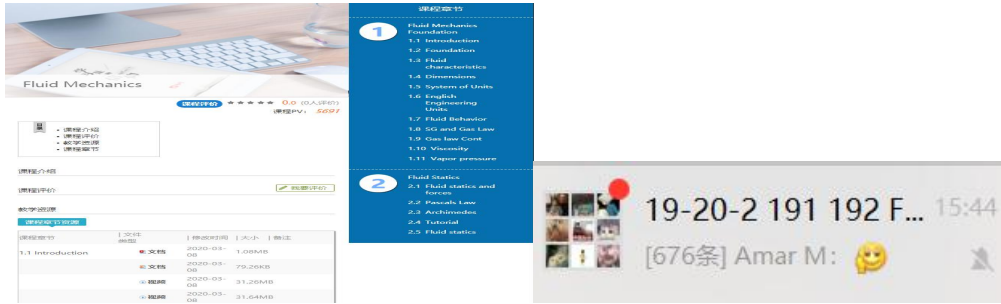 Fluid Mechanics
课程评价 ★★★★★ 0.0 (0人评价)
课程PV： 5691
目录
• 课程介绍
• 课程评价
• 教学资源
• 课程章节
课程介绍
课程评价
我要评价
教学资源
课程章节资源
课程章节 | 文件类型 | 修改时间 | 大小 | 备注
1.1 Introduction 文档 2020-03-08 1.08MB
文档 2020-03-08 79.26KB
视频 2020-03-08 31.26MB
视频 2020-03-08 31.64MB
课程章节
1
Fluid Mechanics
Foundation
1.1 Introduction
1.2 Foundation
1.3 Fluid
characteristics
1.4 Dimensions
1.5 System of Units
1.6 English
Engineering
Units
1.7 Fluid Behavior
1.8 SG and Gas Law
1.9 Gas law Cont
1.10 Viscosity
1.11 Vapor pressure
2
Fluid Statics
2.1 Fluid statics and
forces
2.2 Pascals Law
2.3 Archimedes
2.4 Tutorial
2.5 Fluid statics
19-20-2 191 192 F... 15:44
[676条] Amar M：